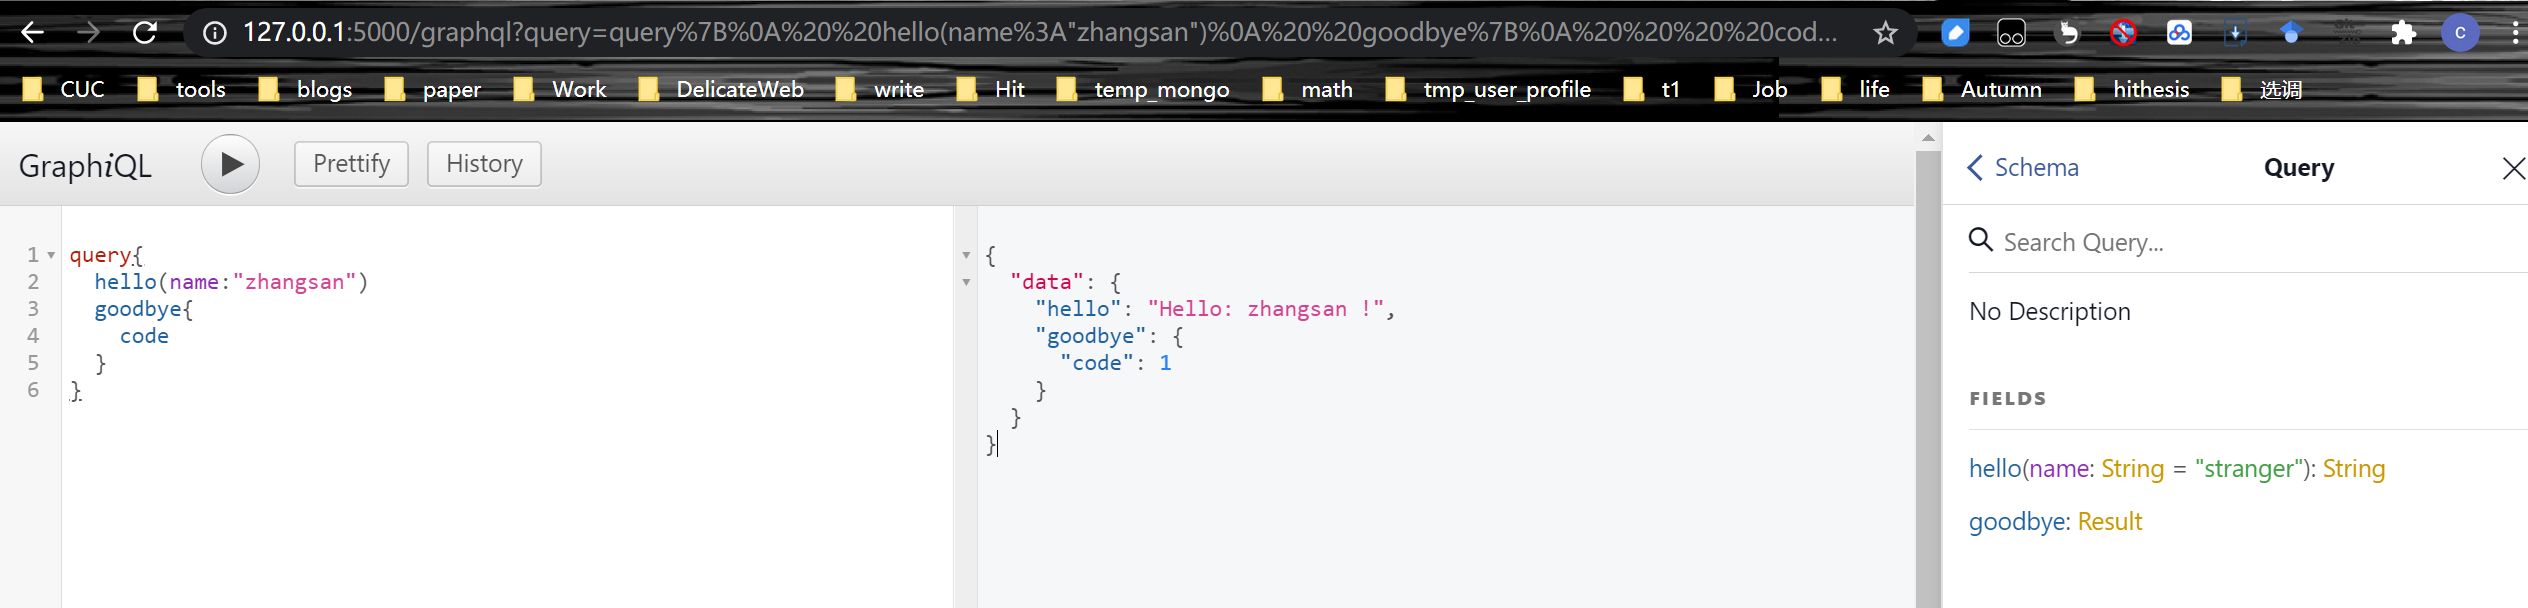 127.0.0.1:5000/graphql?query=query%7B%0A%20%20hello(name%3A"zhangsan")%0A%20%20goodbye%7B%0A%20%20%20%20cod...
C
CUC tools blogs paper Work DelicateWeb write Hit temp_mongo math tmp_user_profile t1 Job life Autumn hithesis 选调
GraphiQL Prettify History
1 query{
2 hello(name:"zhangsan")
3 goodbye{
4 code
5 }
6 }
{
"data": {
"hello": "Hello: zhangsan !",
"goodbye": {
"code": 1
}
}
}
Schema Query
Search Query...
No Description
FIELDS
hello(name: String = "stranger"): String
goodbye: Result